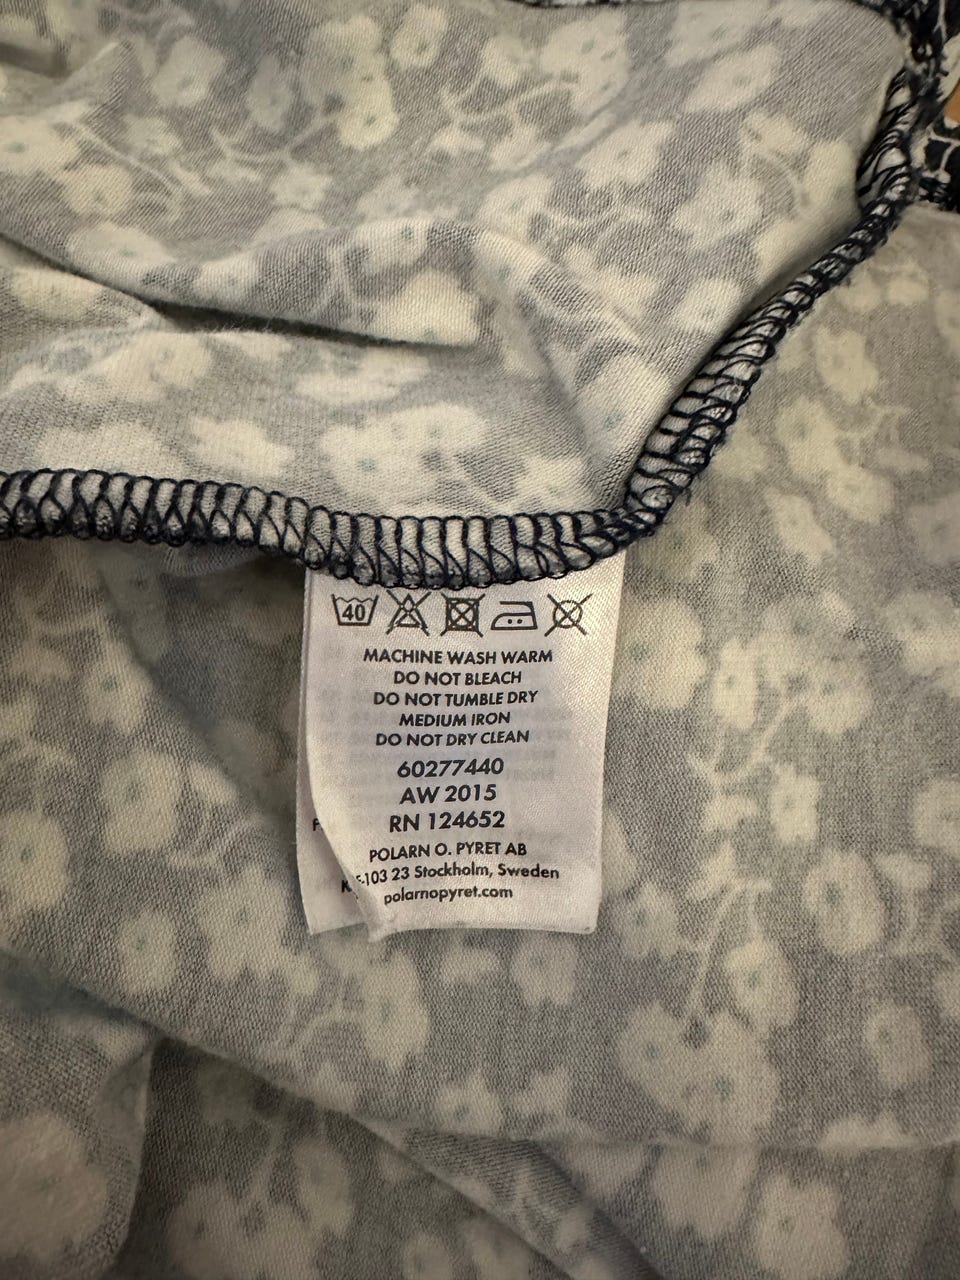 40
MACHINE WASH WARM
DO NOT BLEACH
DO NOT TUMBLE DRY
MEDIUM IRON
DO NOT DRY CLEAN
60277440
AW 2015
RN 124652
POLARN O. PYRET AB
-103 23 Stockholm, Sweden
polarnopyret.com